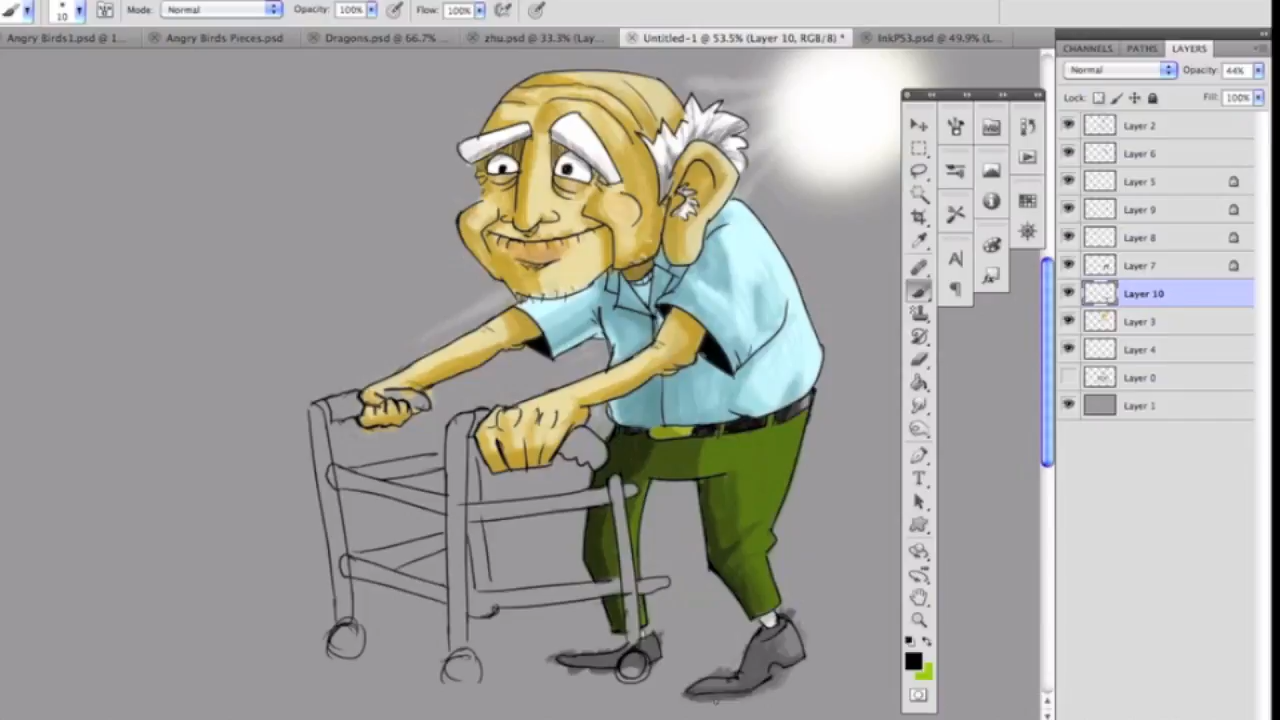 10 Mode: Normal Opacity: 100% Flow: 100%
Angry Birds1.psd @ 1... Angry Birds Pieces.psd Dragons.psd @ 66.7% ... zhu.psd @ 33.3% (Lay... Untitled-1 @ 53.5% (Layer 10, RGB/8) * InkPS3.psd @ 49.9% (L...
CHANNELS PATHS LAYERS
Normal Opacity: 44%
Lock: Fill: 100%
Layer 2
Layer 6
Layer 5
Layer 9
Layer 8
Layer 7
Layer 10
Layer 3
Layer 4
Layer 0
Layer 1